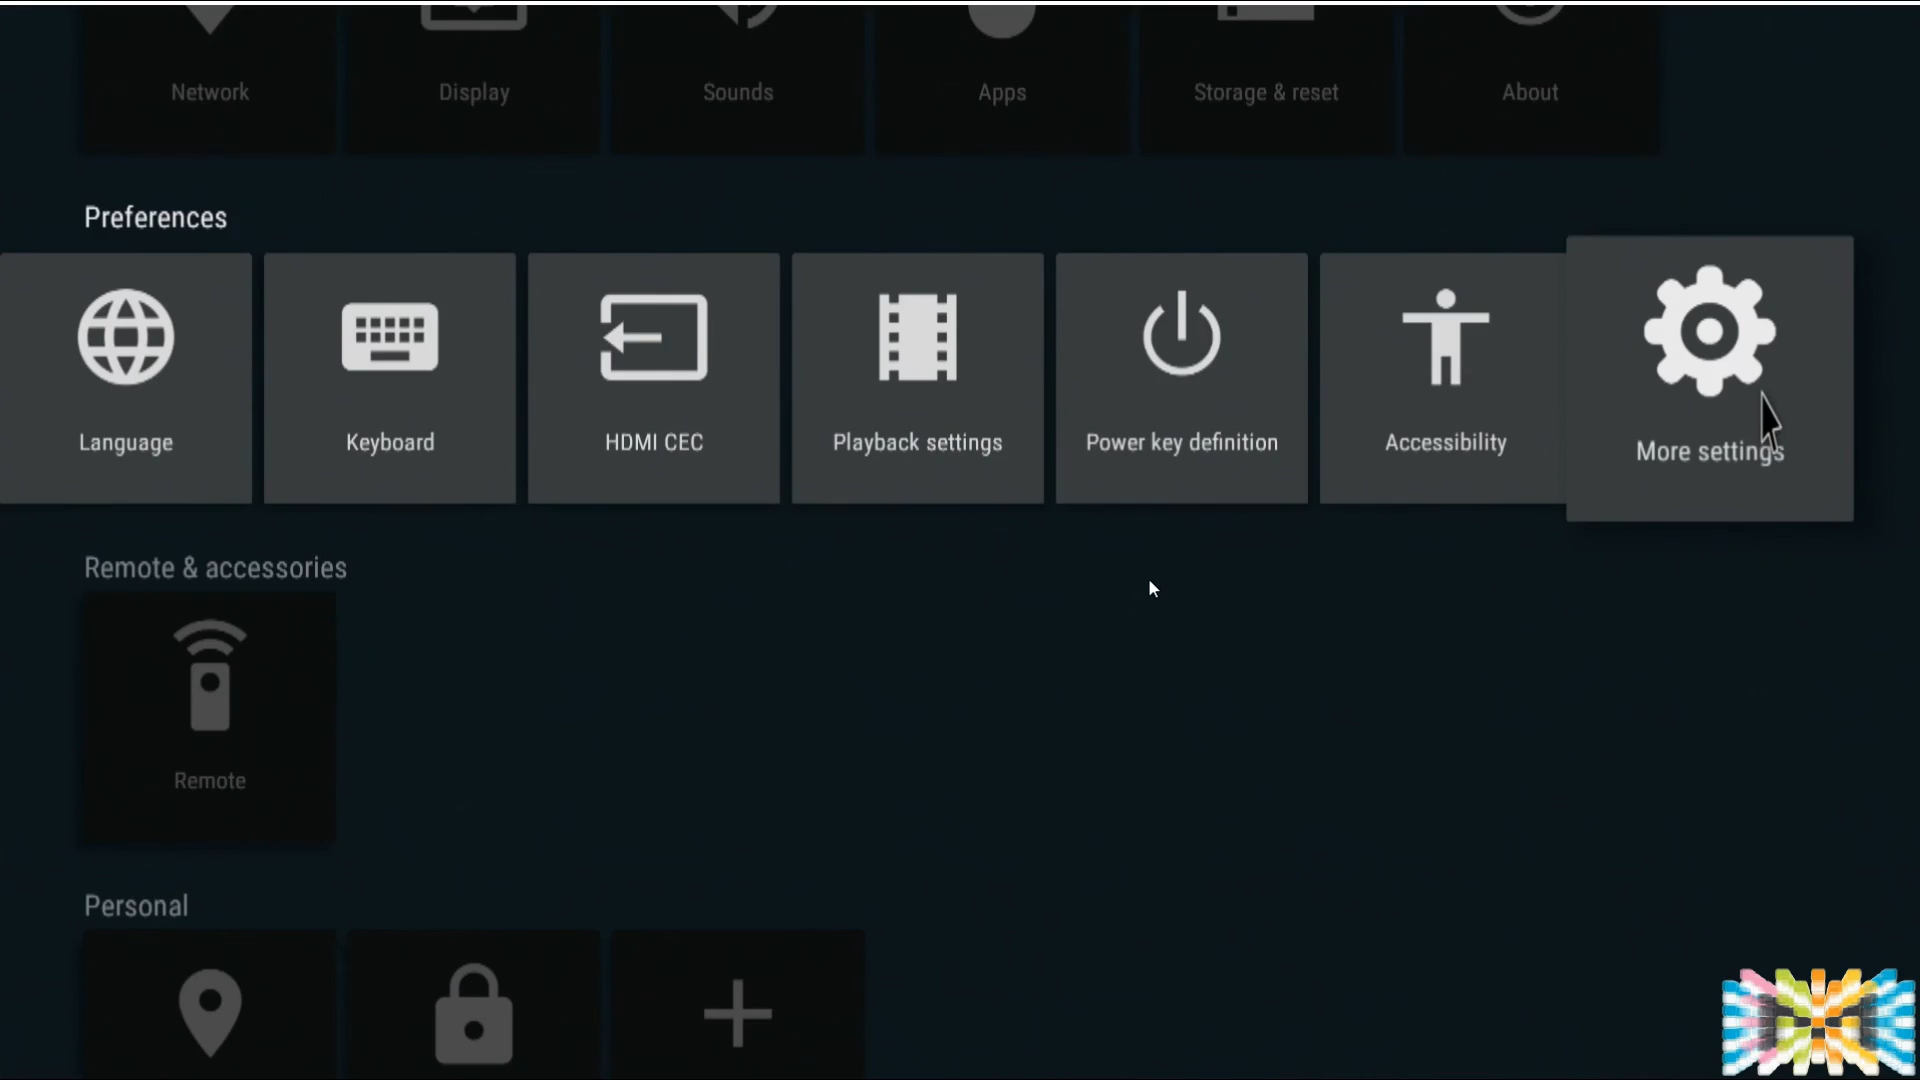 Network
Display
Sounds
Apps
Storage & reset
About
Preferences
Language
Keyboard
HDMI CEC
Playback settings
Power key definition
Accessibility
More settings
Remote & accessories
Remote
Personal